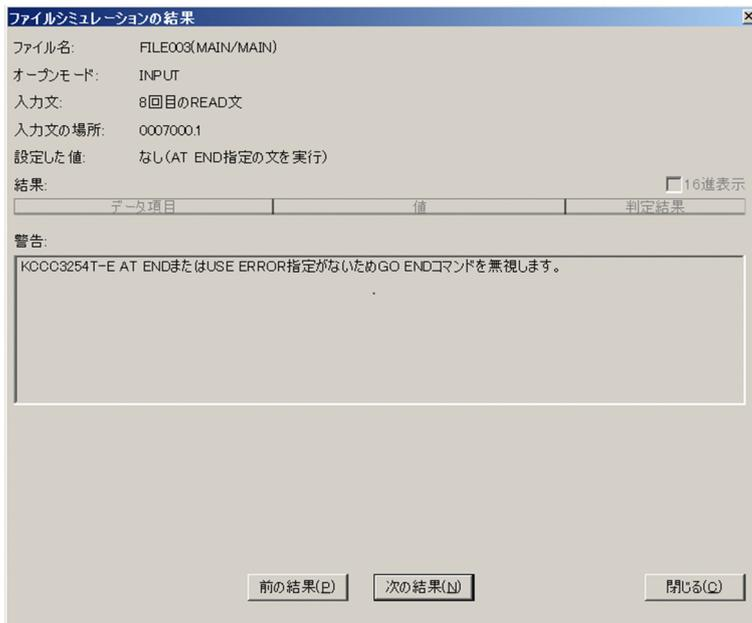 ファイルシミュレーションの結果
ファイル名: FILE003(MAIN/MAIN)
オープンモード: INPUT
入力文: 8回目のREAD文
入力文の場所: 0007000.1
設定した値: なし(AT END指定の文を実行)
結果: 16進表示
データ項目 値 判定結果
警告:
KCCC3254T-E AT ENDまたはUSE ERROR指定がないためGO ENDコマンドを無視します。
前の結果(P) 次の結果(N) 閉じる(C)